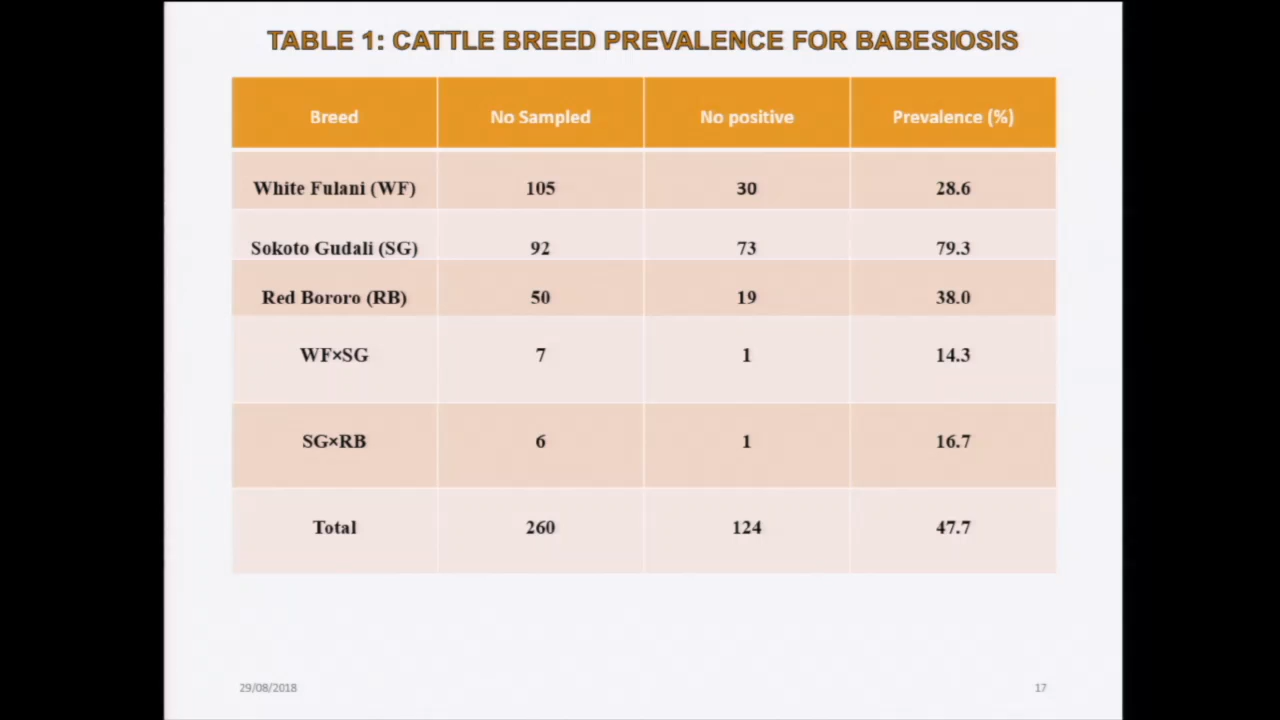 TABLE 1: CATTLE BREED PREVALENCE FOR BABESIOSIS
Breed No Sampled No positive Prevalence (%)
White Fulani (WF) 105 30 28.6
Sokoto Gudali (SG) 92 73 79.3
Red Bororo (RB) 50 19 38.0
WF×SG 7 1 14.3
SG×RB 6 1 16.7
Total 260 124 47.7
29/08/2018 17